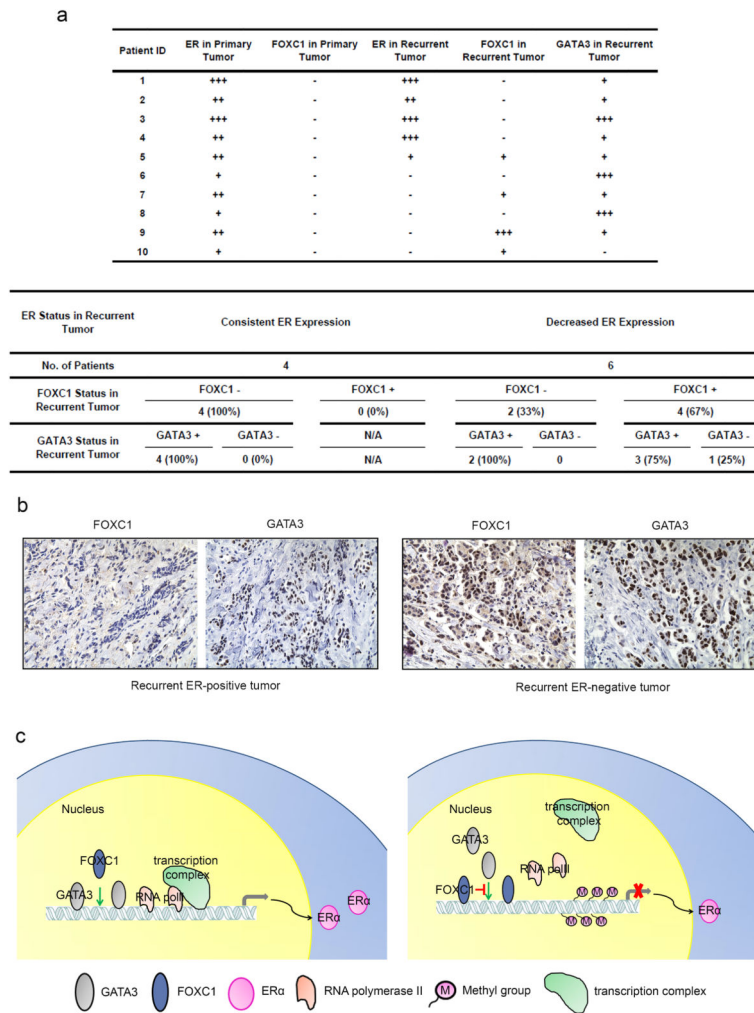 a
Patient ID ER in Primary Tumor FOXC1 in Primary Tumor ER in Recurrent Tumor FOXC1 in Recurrent Tumor GATA3 in Recurrent Tumor
1 +++ - +++ - +
2 ++ - ++ - +
3 +++ - +++ - +++
4 ++ - +++ - +
5 ++ - + + +
6 + - - - +++
7 ++ - - + +
8 + - - - +++
9 ++ - - +++ +
10 + - - + -
ER Status in Recurrent Tumor Consistent ER Expression Decreased ER Expression
No. of Patients 4 6
FOXC1 Status in Recurrent Tumor FOXC1 - FOXC1 + FOXC1 - FOXC1 +
4 (100%) 0 (0%) 2 (33%) 4 (67%)
GATA3 Status in Recurrent Tumor GATA3 + GATA3 - N/A GATA3 + GATA3 - GATA3 + GATA3 -
4 (100%) 0 (0%) N/A 2 (100%) 0 3 (75%) 1 (25%)
b
FOXC1 GATA3 FOXC1 GATA3
Recurrent ER-positive tumor Recurrent ER-negative tumor
c
Nucleus
FOXC1
GATA3
transcription
complex
RNA polII
ERα
ERα
Nucleus
transcription
complex
GATA3
RNA polII
FOXC1
M M M
M M M
ERα
GATA3 FOXC1 ERα RNA polymerase II M Methyl group transcription complex